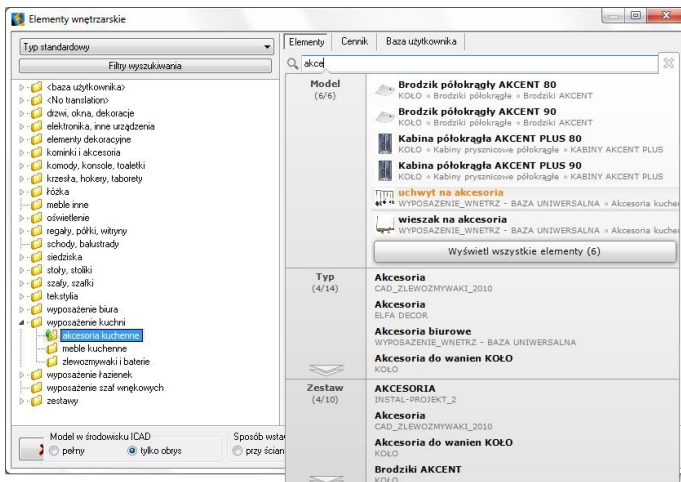 Elementy wnętrzarskie
Typ standardowy
Filtry wyszukiwania
<baza użytkownika>
<No translation>
drzwi, okna, dekoracje
elektronika, inne urządzenia
elementy dekoracyjne
kominki i akcesoria
komody, konsole, toaletki
krzesła, hokery, taborety
łóżka
meble inne
oświetlenie
regały, półki, witryny
schody, balustrady
siedziska
stoły, stoliki
szafy, szafki
tekstylia
wyposażenie biura
wyposażenie kuchni
akcesoria kuchenne
meble kuchenne
zlewozmywaki i baterie
wyposażenie łazienek
wyposażenie szaf wnękowych
zestawy
Model w środowisku ICAD
pełny
tylko obrys
Sposób wsta
przy ścian
Elementy
Cennik
Baza użytkownika
akce
Model
(6/6)
Brodzik półokrągły AKCENT 80
KOŁO » Brodziki półokrągłe » Brodziki AKCENT
Brodzik półokrągły AKCENT 90
KOŁO » Brodziki półokrągłe » Brodziki AKCENT
Kabina półokrągła AKCENT PLUS 80
KOŁO » Kabiny prysznicowe półokrągłe » KABINY AKCENT PLUS
Kabina półokrągła AKCENT PLUS 90
KOŁO » Kabiny prysznicowe półokrągłe » KABINY AKCENT PLUS
uchwyt na akcesoria
WYPOSAZENIE_WNETRZ - BAZA UNIWERSALNA » Akcesoria kuche
wieszak na akcesoria
WYPOSAZENIE_WNETRZ - BAZA UNIWERSALNA » Akcesoria kuche
Wyświetl wszystkie elementy (6)
Typ
(4/14)
Akcesoria
CAD_ZLEWOZMYWAKI_2010
Akcesoria
ELFA DECOR
Akcesoria biurowe
WYPOSAZENIE_WNETRZ - BAZA UNIWERSALNA
Akcesoria do wanien KOŁO
KOŁO
Zestaw
(4/10)
AKCESORIA
INSTAL-PROJEKT_2
Akcesoria
CAD_ZLEWOZMYWAKI_2010
Akcesoria do wanien KOŁO
KOŁO
Brodziki AKCENT
KOŁO